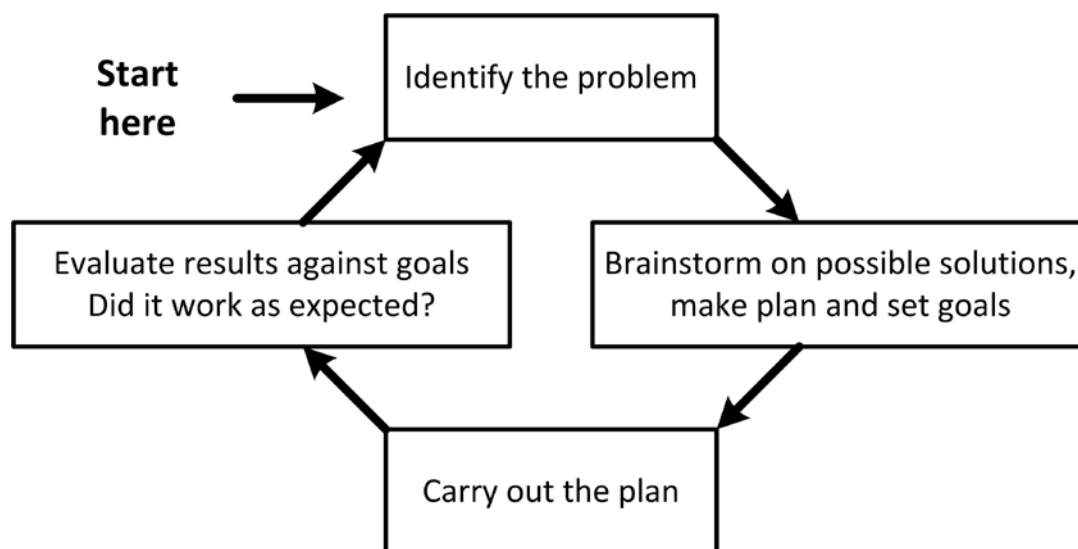 Start
here
Identify the problem
Brainstorm on possible solutions,
make plan and set goals
Carry out the plan
Evaluate results against goals
Did it work as expected?